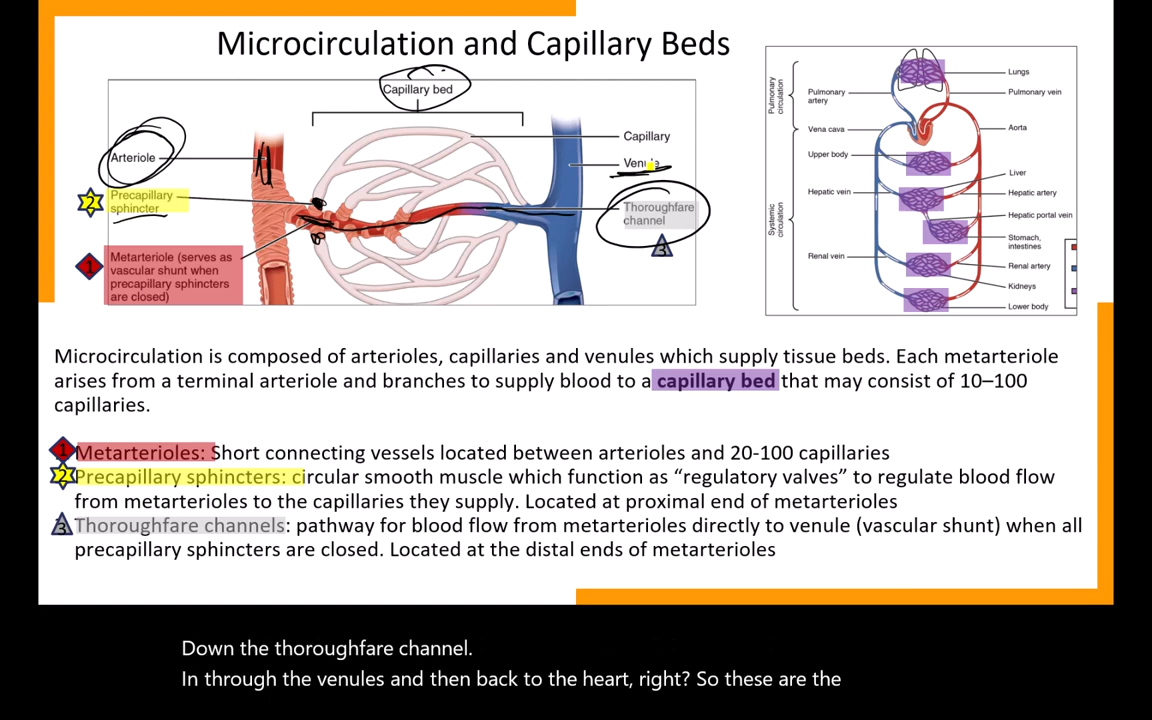 Microcirculation and Capillary Beds
Capillary bed
Arteriole
Capillary
Venule
2 Precapillary
sphincter
Thoroughfare
channel
3
1 Metarteriole (serves as
vascular shunt when
precapillary sphincters
are closed)
Pulmonary circulation
Systemic circulation
Lungs
Pulmonary
artery
Pulmonary vein
Vena cava
Aorta
Upper body
Liver
Hepatic vein
Hepatic artery
Hepatic portal vein
Stomach,
intestines
Renal vein
Renal artery
Kidneys
Lower body
Microcirculation is composed of arterioles, capillaries and venules which supply tissue beds. Each metarteriole
arises from a terminal arteriole and branches to supply blood to a capillary bed that may consist of 10–100
capillaries.
1 Metarterioles: Short connecting vessels located between arterioles and 20-100 capillaries
2 Precapillary sphincters: circular smooth muscle which function as “regulatory valves” to regulate blood flow
from metarterioles to the capillaries they supply. Located at proximal end of metarterioles
3 Thoroughfare channels: pathway for blood flow from metarterioles directly to venule (vascular shunt) when all
precapillary sphincters are closed. Located at the distal ends of metarterioles
Down the thoroughfare channel.
In through the venules and then back to the heart, right? So these are the